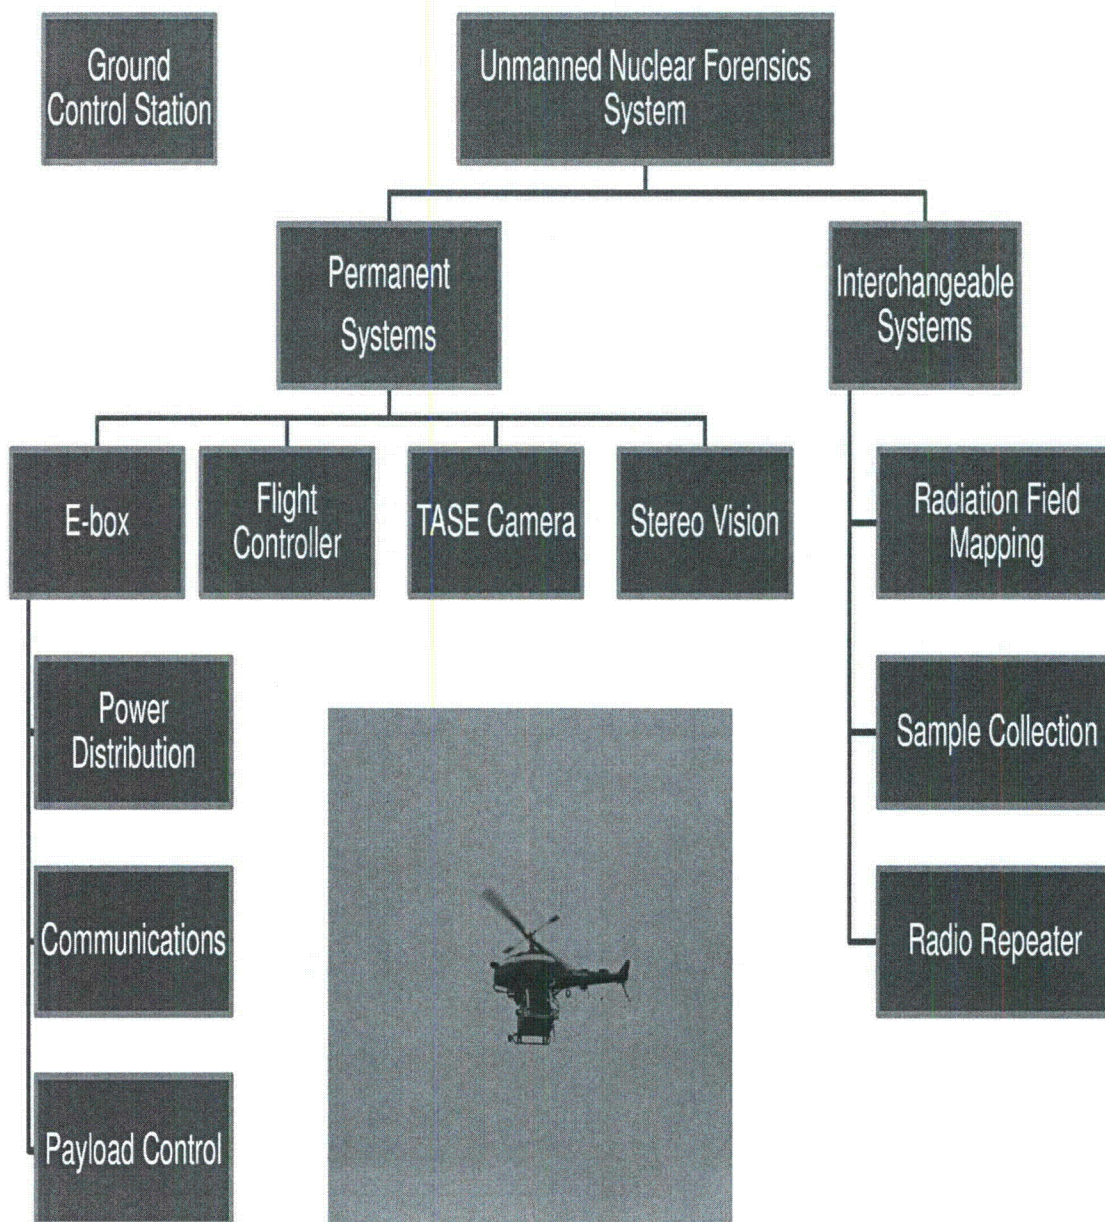 Ground
Control Station
Unmanned Nuclear Forensics
System
Permanent
Systems
Interchangeable
Systems
E-box
Flight
Controller
TASE Camera
Stereo Vision
Radiation Field
Mapping
Power
Distribution
Sample Collection
Communications
Radio Repeater
Payload Control